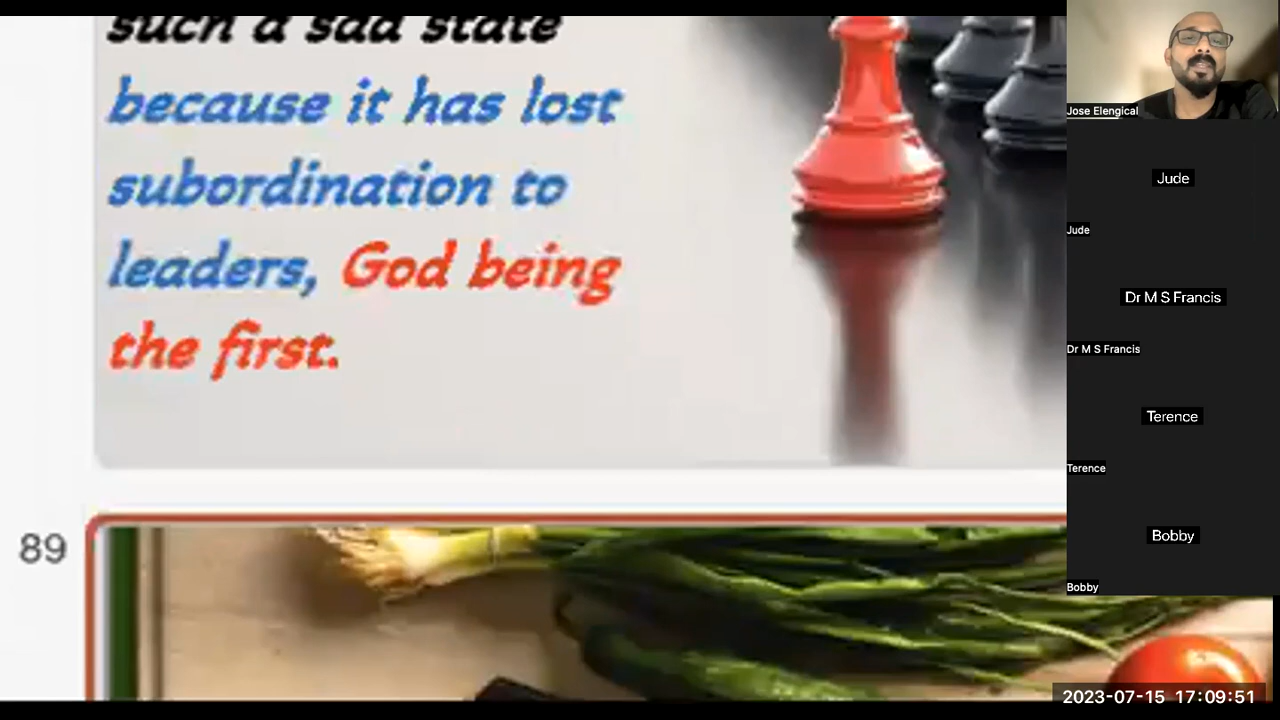 such a sad state
because it has lost
subordination to
leaders, God being
the first.
89
Jose Elengical
Jude
Jude
Dr M S Francis
Dr M S Francis
Terence
Terence
Bobby
Bobby
2023-07-15 17:09:51